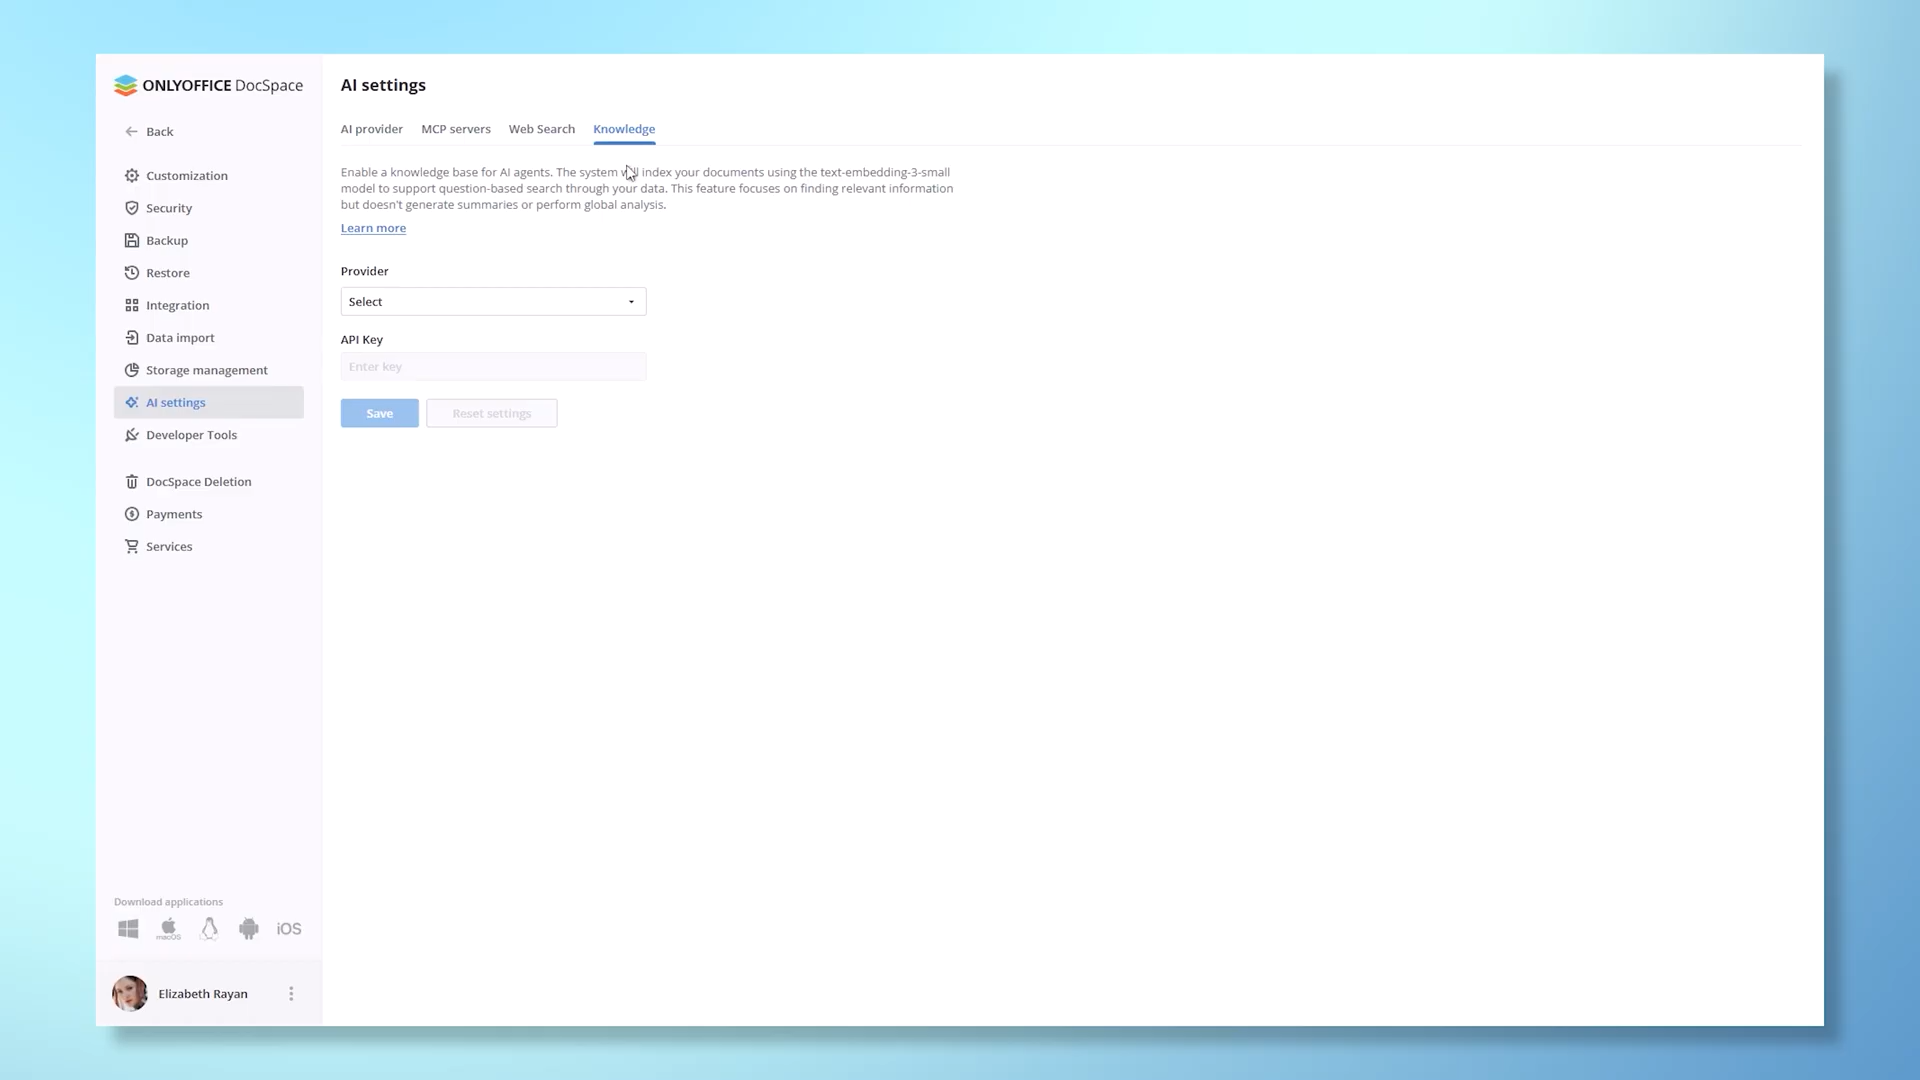 ONLYOFFICE DocSpace
Back
Customization
Security
Backup
Restore
Integration
Data import
Storage management
AI settings
Developer Tools
DocSpace Deletion
Payments
Services
Download applications
macOS
iOS
Elizabeth Rayan
AI settings
AI provider
MCP servers
Web Search
Knowledge
Enable a knowledge base for AI agents. The system will index your documents using the text-embedding-3-small
model to support question-based search through your data. This feature focuses on finding relevant information
but doesn't generate summaries or perform global analysis.
Learn more
Provider
Select
API Key
Enter key
Save
Reset settings